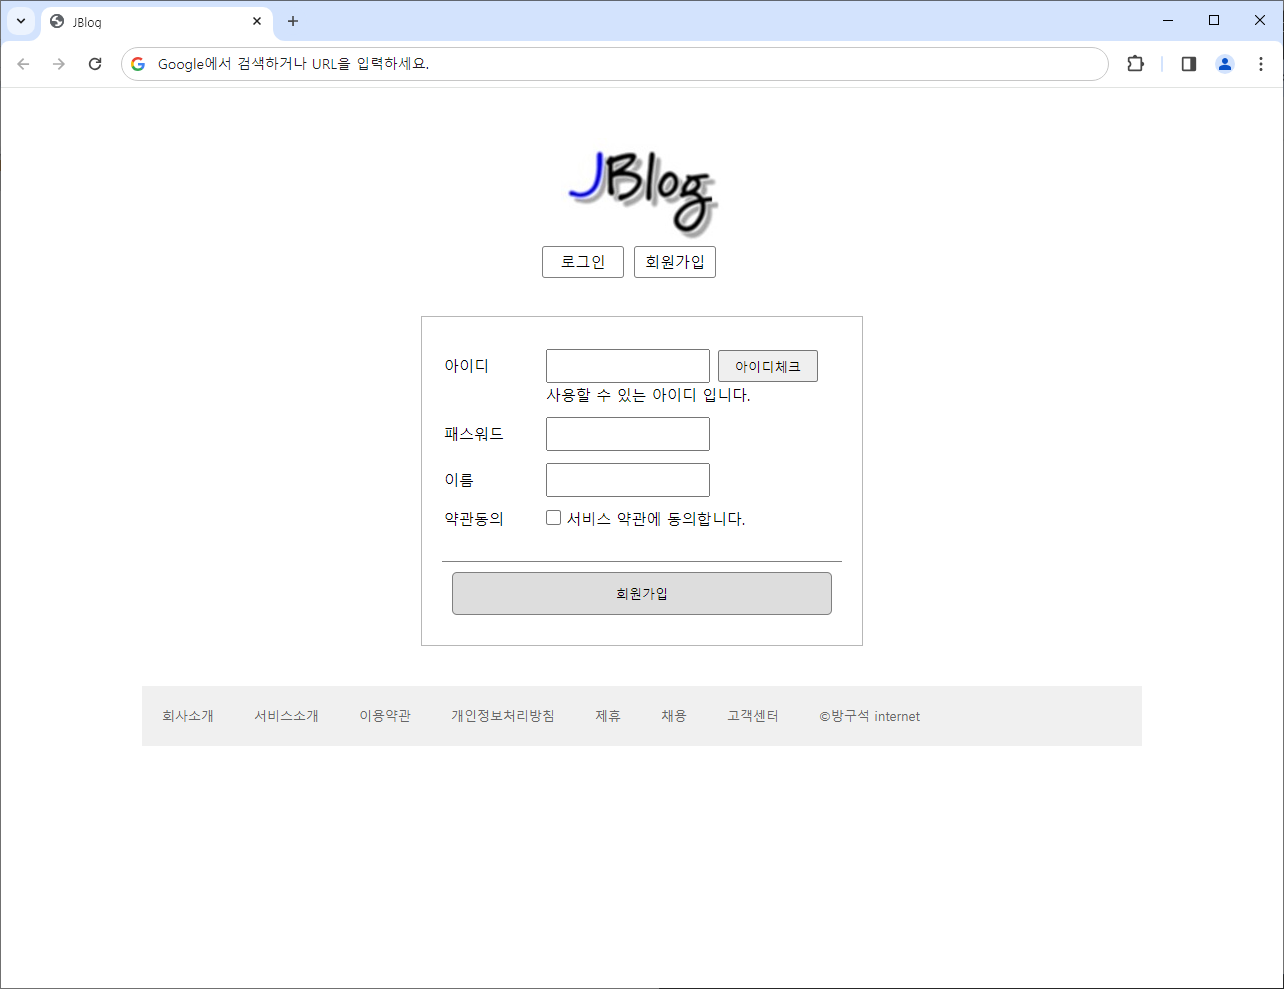 JBlog
Google에서 검색하거나 URL을 입력하세요.
JBlog
로그인 회원가입
아이디 아이디체크
사용할 수 있는 아이디 입니다.
패스워드
이름
약관동의 서비스 약관에 동의합니다.
회원가입
회사소개 서비스소개 이용약관 개인정보처리방침 제휴 채용 고객센터 ©방구석 internet